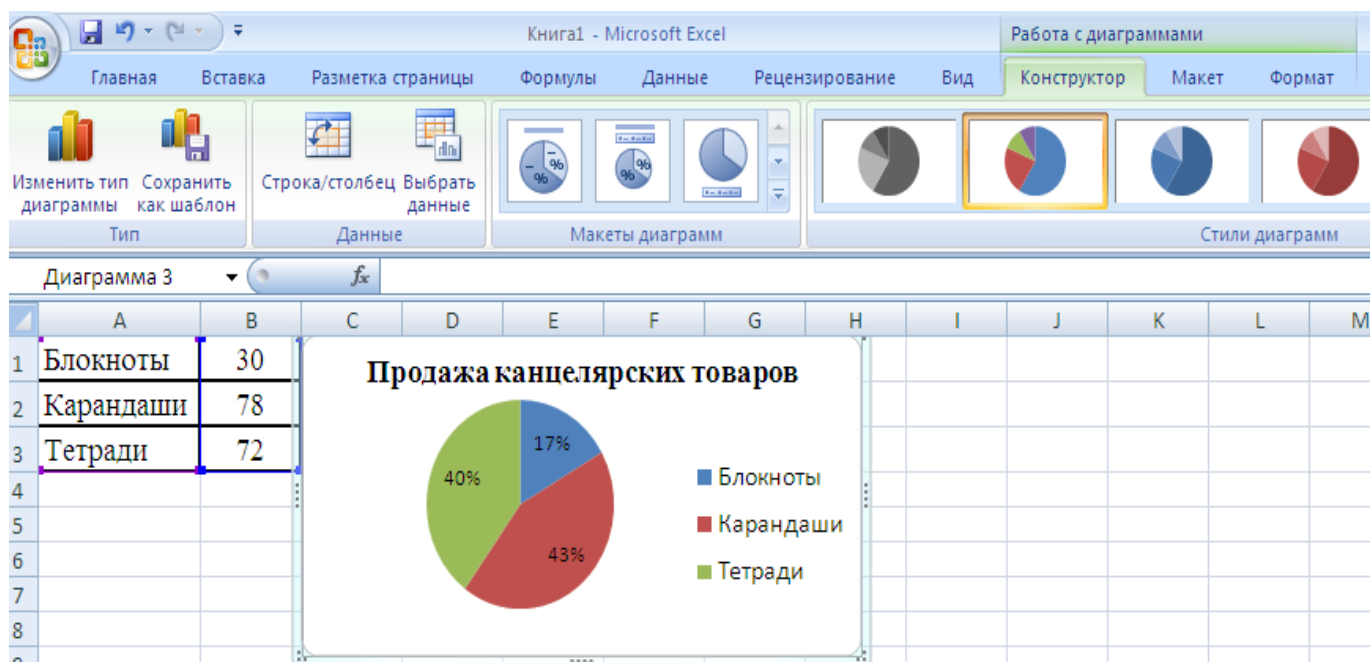 Книга1 - Microsoft Excel
Работа с диаграммами
Главная Вставка Разметка страницы Формулы Данные Рецензирование Вид Конструктор Макет Формат
Изменить тип диаграммы
Сохранить как шаблон
Строка/столбец
Выбрать данные
Тип Данные Макеты диаграмм Стили диаграмм
Диаграмма 3 fx
A B C D E F G H I J K L M
1 Блокноты 30
2 Карандаши 78
3 Тетради 72
4
5
6
7
8
Продажа канцелярских товаров
17%
40%
43%
Блокноты
Карандаши
Тетради